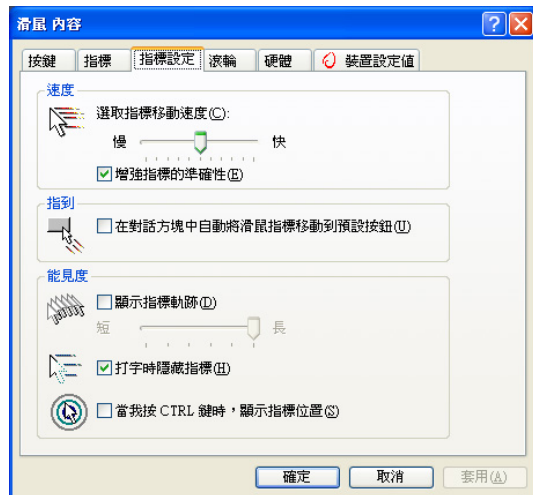 滑鼠 內容
按鍵 指標 指標設定 滾輪 硬體 裝置設定值
速度
選取指標移動速度(C):
慢 快
增強指標的準確性(E)
指到
在對話方塊中自動將滑鼠指標移動到預設按鈕(U)
能見度
顯示指標軌跡(D)
短 長
打字時隱藏指標(H)
當我按 CTRL 鍵時，顯示指標位置(S)
確定 取消 套用(A)